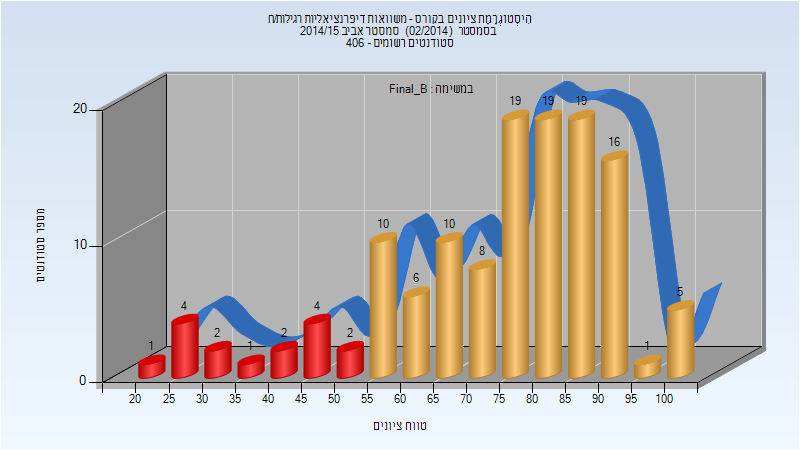 היסטוגרמת ציונים בקורס - משוואות דיפרנציאליות רגילות/ח
בסמסטר (02/2014) סמסטר אביב 2014/15
סטודנטים רשומים - 406
במשימה : Final_B
מספר סטודנטים
20
10
0
1 4 2 1 2 4 2 10 6 10 8 19 19 19 16 1 5
20 25 30 35 40 45 50 55 60 65 70 75 80 85 90 95 100
טווח ציונים